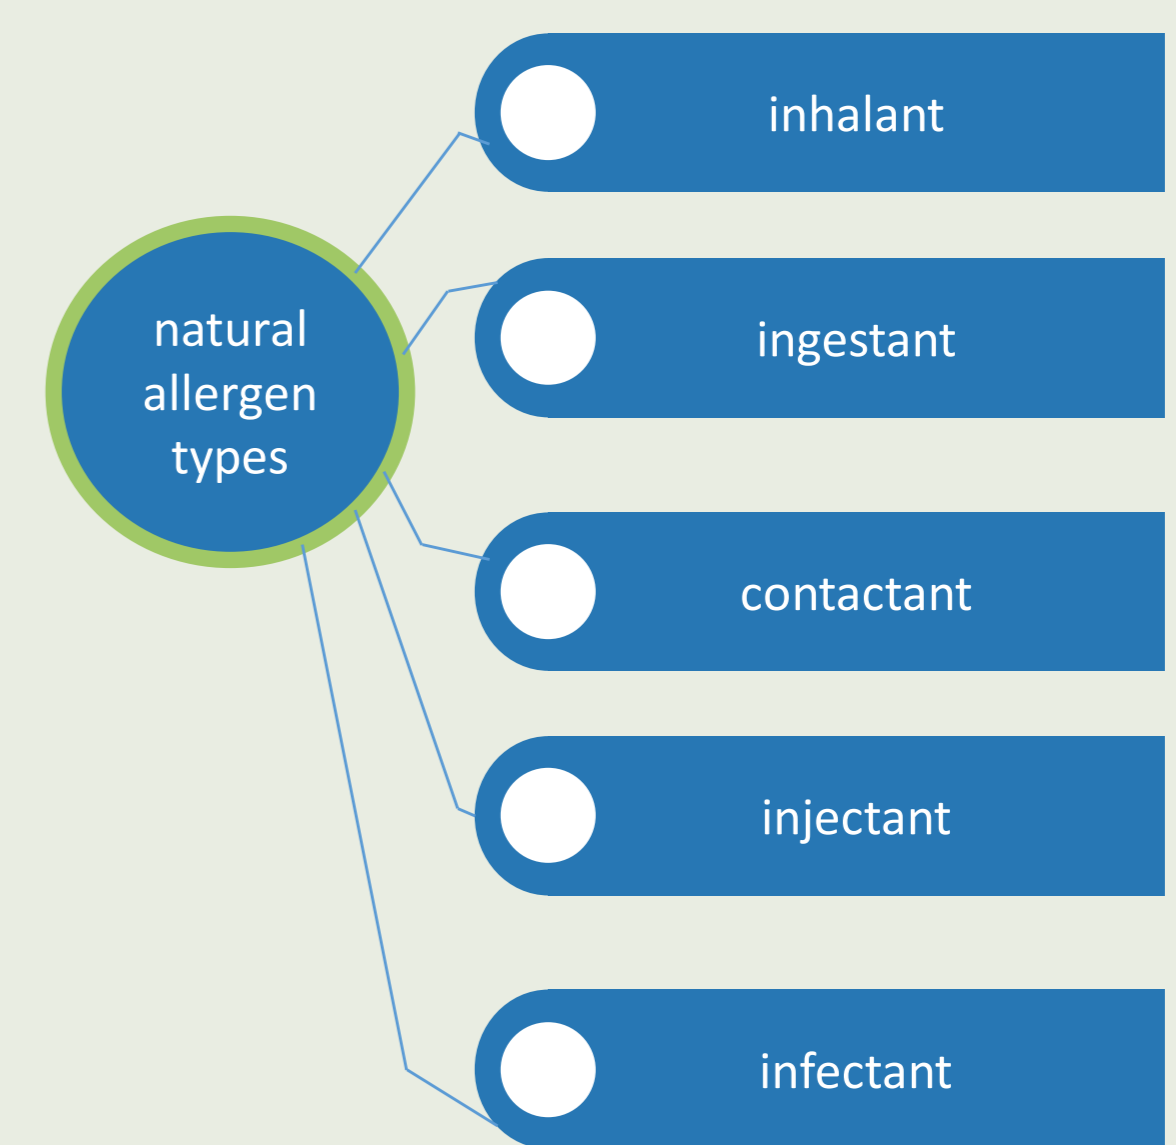 natural
allergen
types
inhalant
ingestant
contactant
injectant
infectant